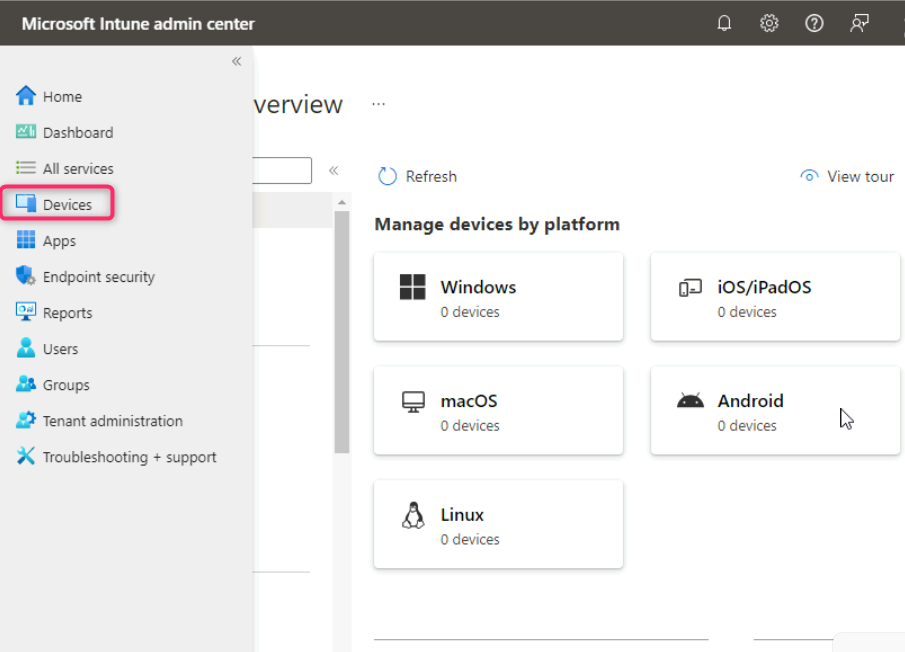 Microsoft Intune admin center
Home
Dashboard
All services
Devices
Apps
Endpoint security
Reports
Users
Groups
Tenant administration
Troubleshooting + support
verview
...
Refresh
View tour
Manage devices by platform
Windows
0 devices
iOS/iPadOS
0 devices
macOS
0 devices
Android
0 devices
Linux
0 devices